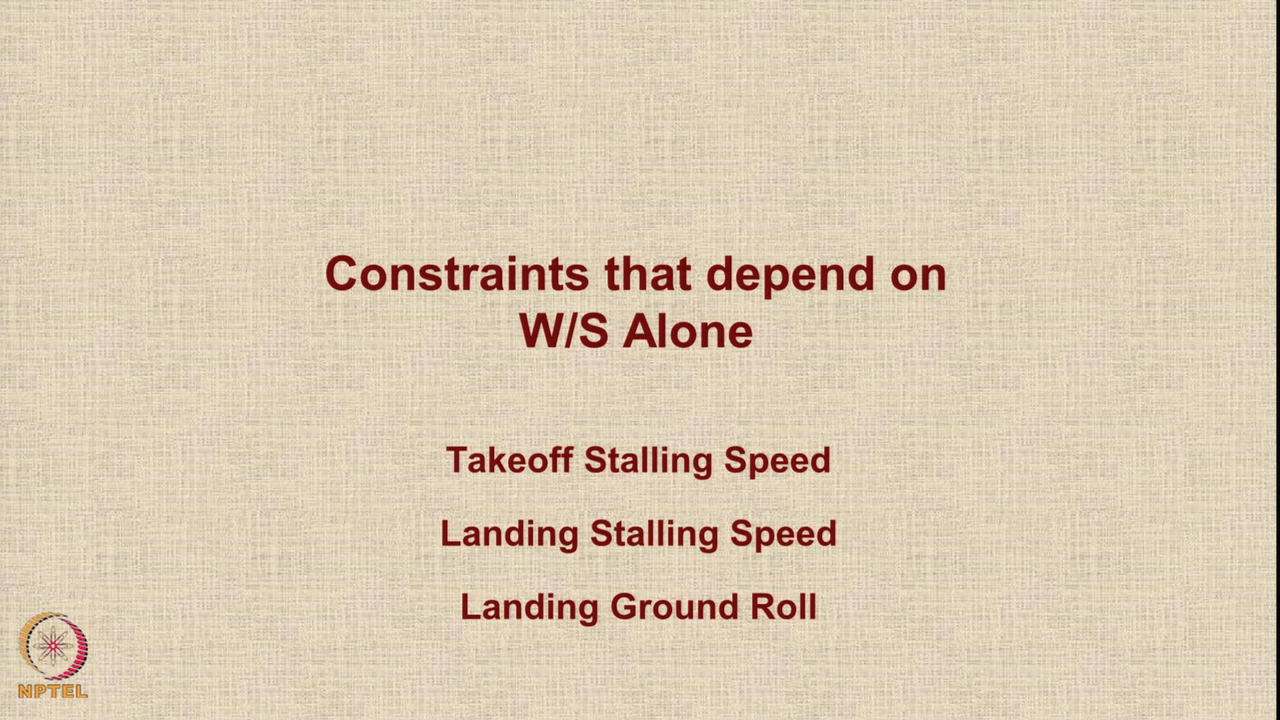 Constraints that depend on
W/S Alone
Takeoff Stalling Speed
Landing Stalling Speed
Landing Ground Roll
NPTEL